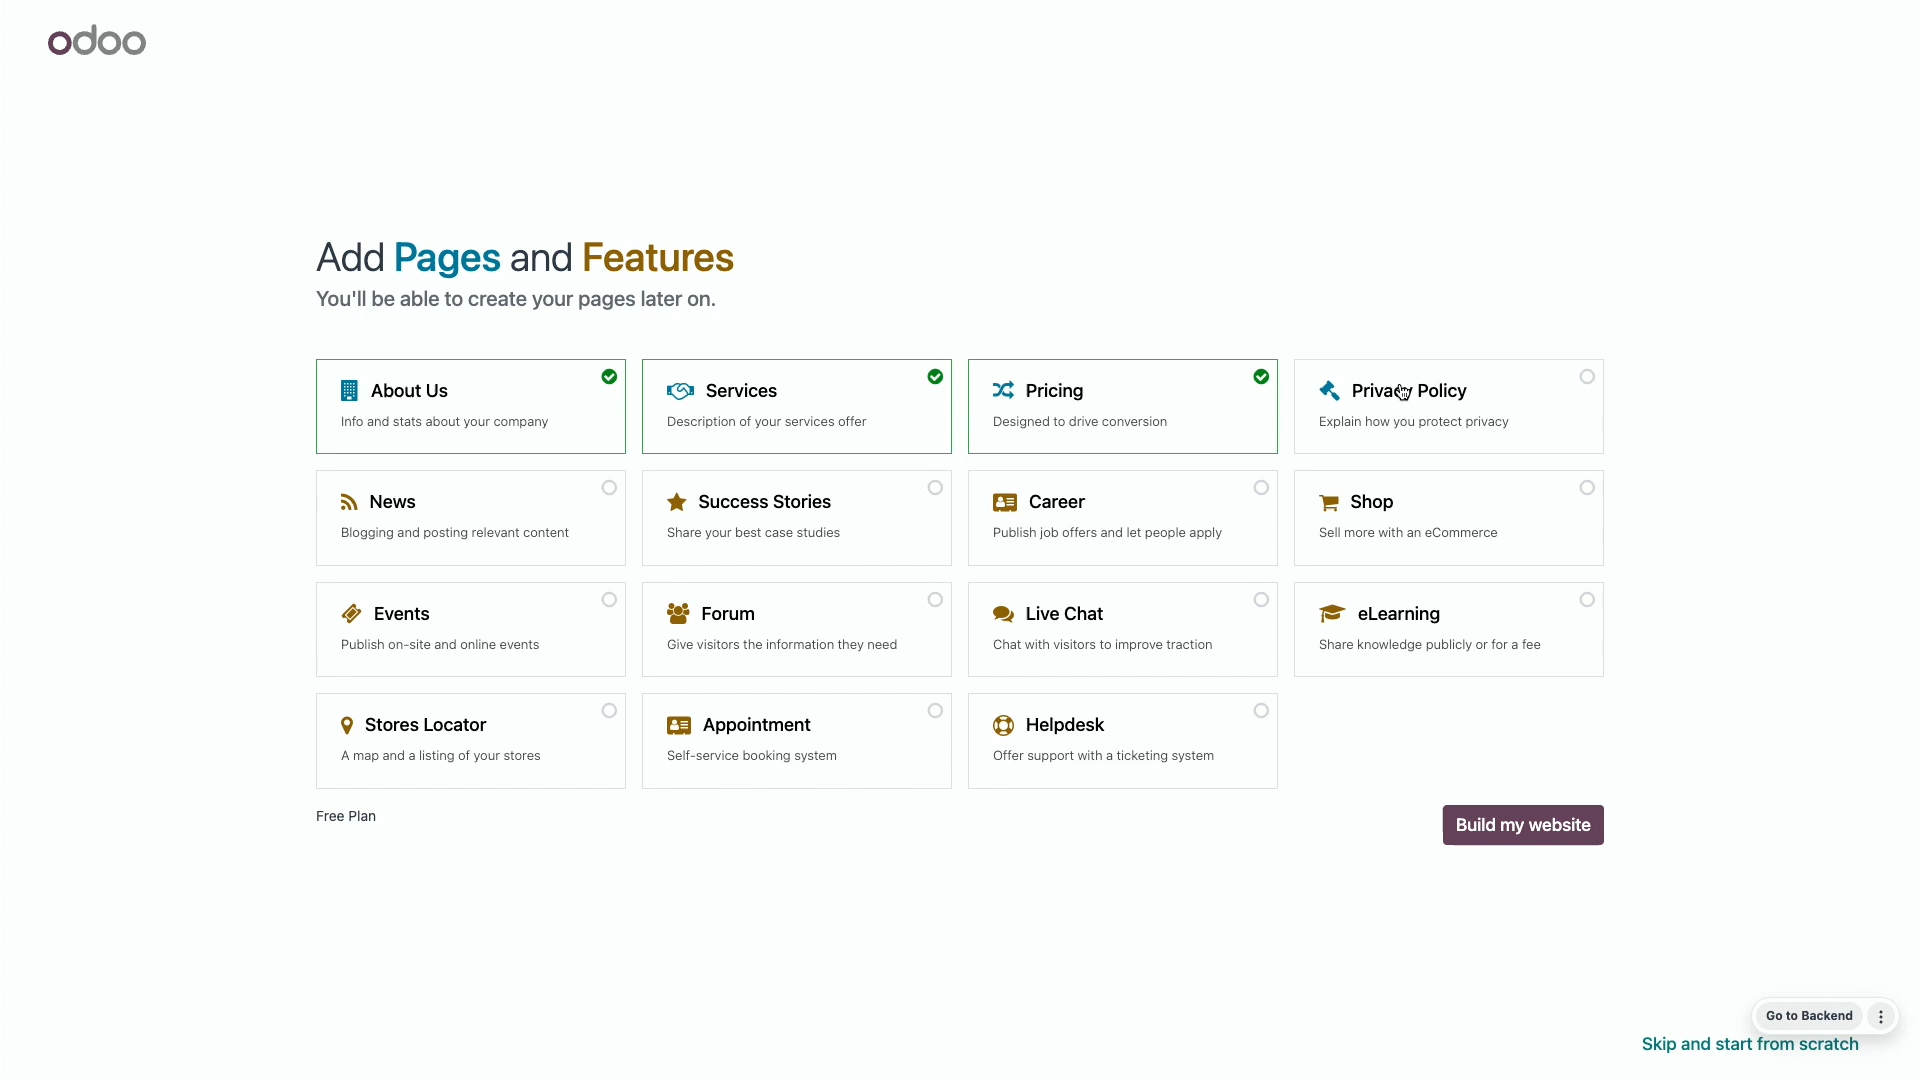 odoo
Add Pages and Features
You'll be able to create your pages later on.
About Us
Info and stats about your company
Services
Description of your services offer
Pricing
Designed to drive conversion
Privacy Policy
Explain how you protect privacy
News
Blogging and posting relevant content
Success Stories
Share your best case studies
Career
Publish job offers and let people apply
Shop
Sell more with an eCommerce
Events
Publish on-site and online events
Forum
Give visitors the information they need
Live Chat
Chat with visitors to improve traction
eLearning
Share knowledge publicly or for a fee
Stores Locator
A map and a listing of your stores
Appointment
Self-service booking system
Helpdesk
Offer support with a ticketing system
Free Plan
Build my website
Go to Backend
Skip and start from scratch